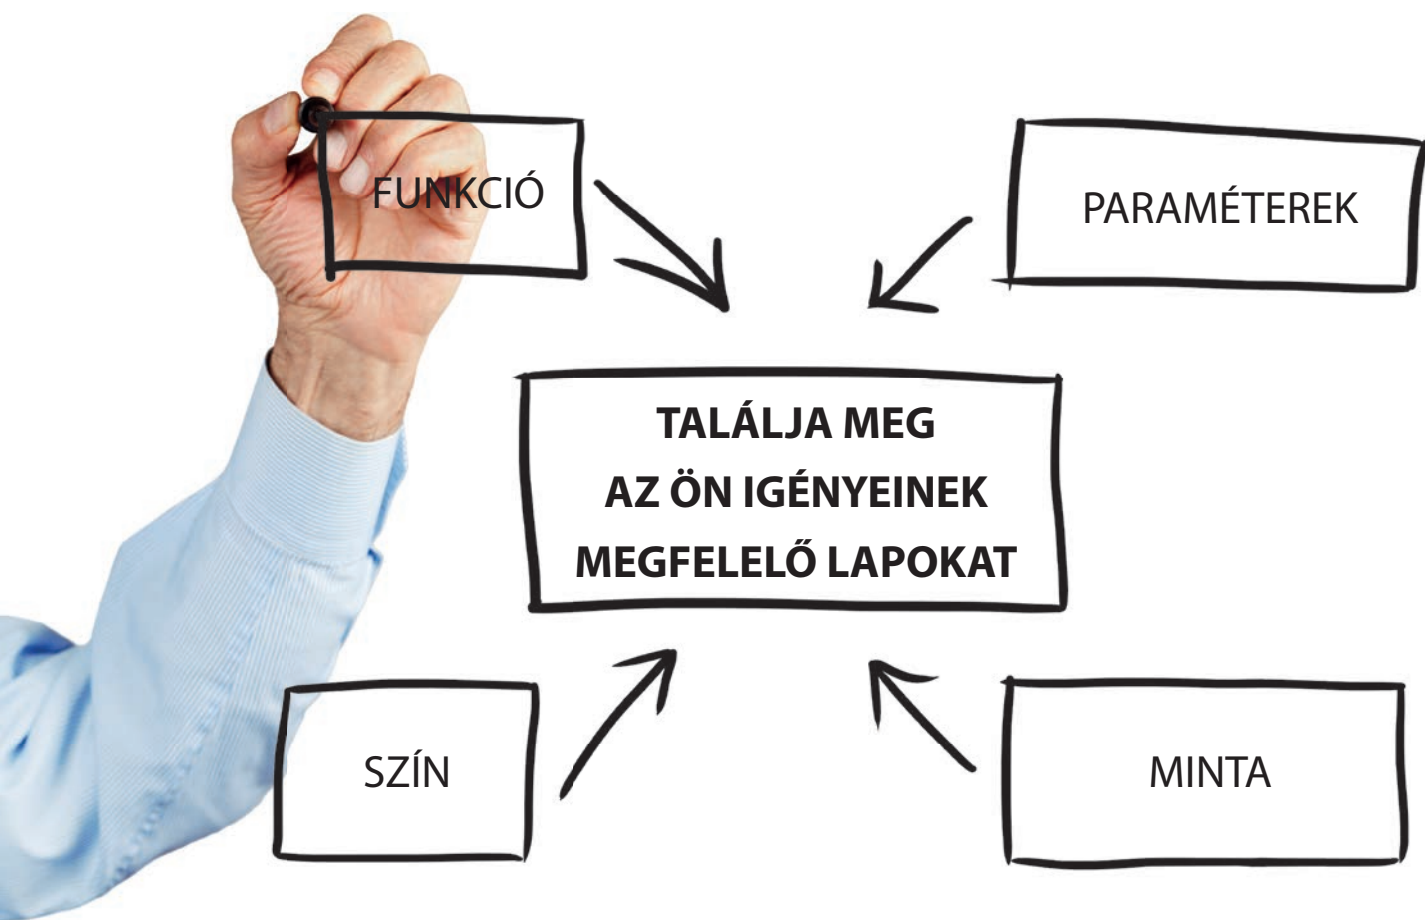 FUNKCIÓ
PARAMÉTEREK
TALÁLJA MEG
AZ ÖN IGÉNYEINEK
MEGFELELŐ LAPOKAT
SZÍN
MINTA